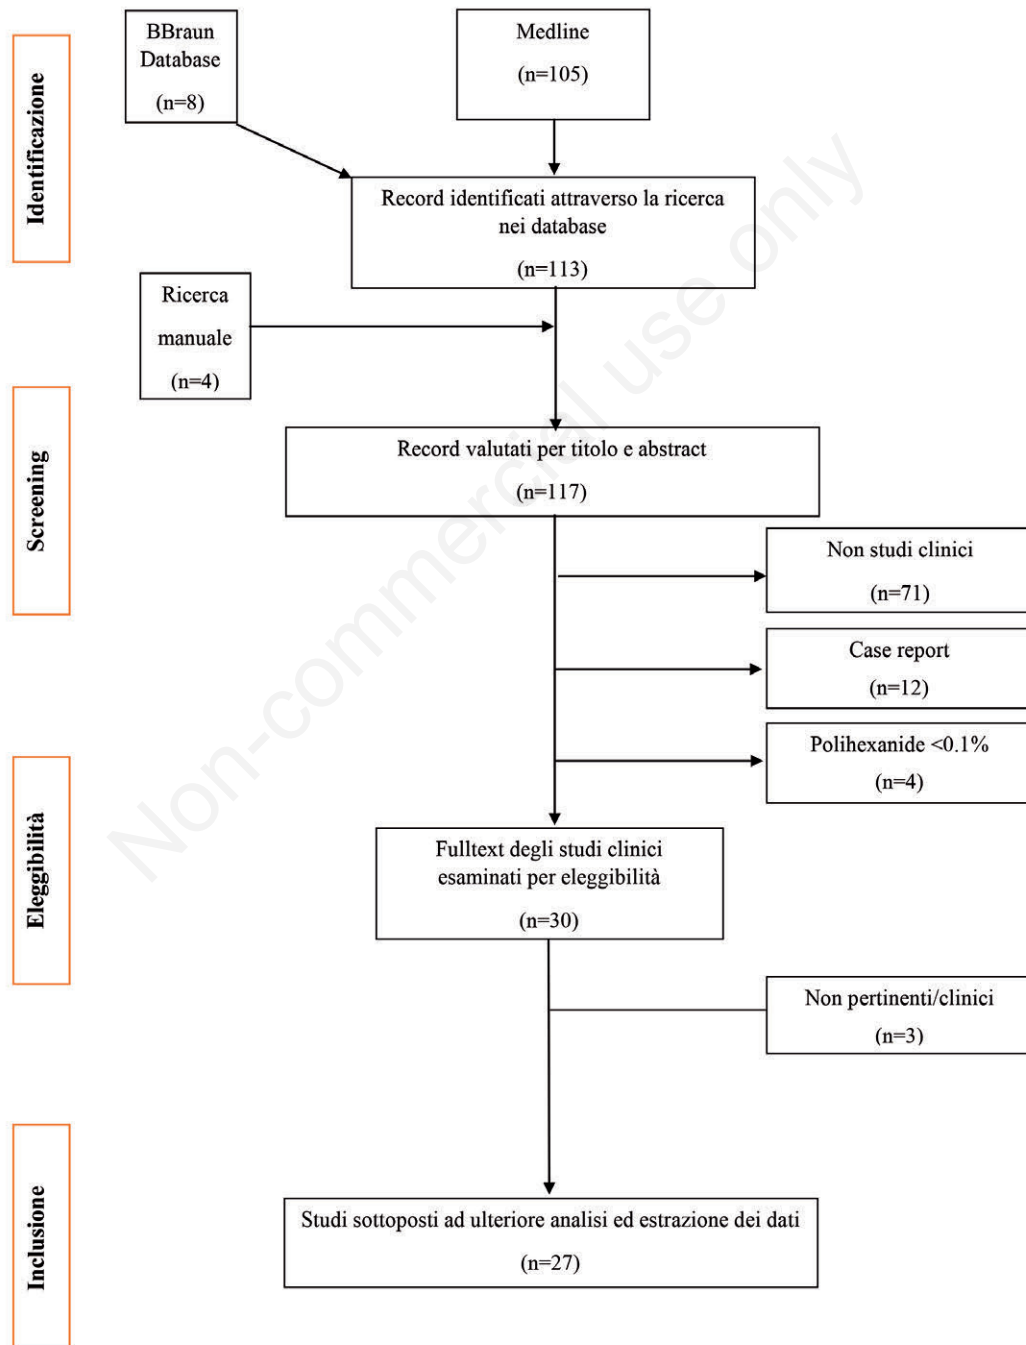 BBraun
Database
(n=8)
Medline
(n=105)
Identificazione
Record identificati attraverso la ricerca
nei database
(n=113)
Ricerca
manuale
(n=4)
Screening
Record valutati per titolo e abstract
(n=117)
Non studi clinici
(n=71)
Case report
(n=12)
Polihexanide <0.1%
(n=4)
Eleggibilità
Fulltext degli studi clinici
esaminati per eleggibilità
(n=30)
Non pertinenti/clinici
(n=3)
Inclusione
Studi sottoposti ad ulteriore analisi ed estrazione dei dati
(n=27)
Non-commercial use only